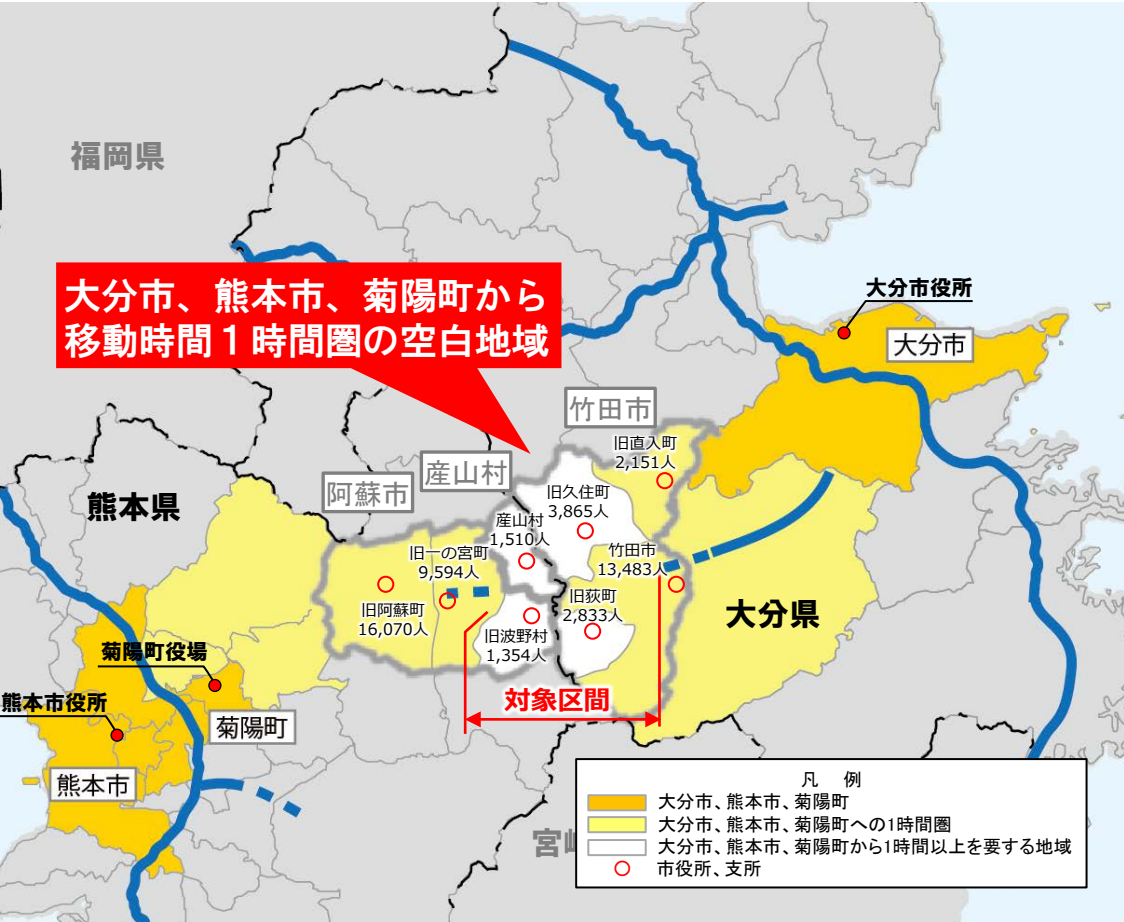 福岡県
大分市、熊本市、菊陽町から
移動時間１時間圏の空白地域
大分市役所
大分市
竹田市
旧直入町
2,151人
産山村
阿蘇市
熊本県
旧久住町
3,865人
産山村
1,510人
旧一の宮町
9,594人
竹田市
13,483人
旧阿蘇町
16,070人
旧荻町
2,833人
旧波野村
1,354人
大分県
菊陽町役場
熊本市役所
対象区間
菊陽町
熊本市
凡　例
大分市、熊本市、菊陽町
大分市、熊本市、菊陽町への1時間圏
大分市、熊本市、菊陽町から1時間以上を要する地域
市役所、支所
宮